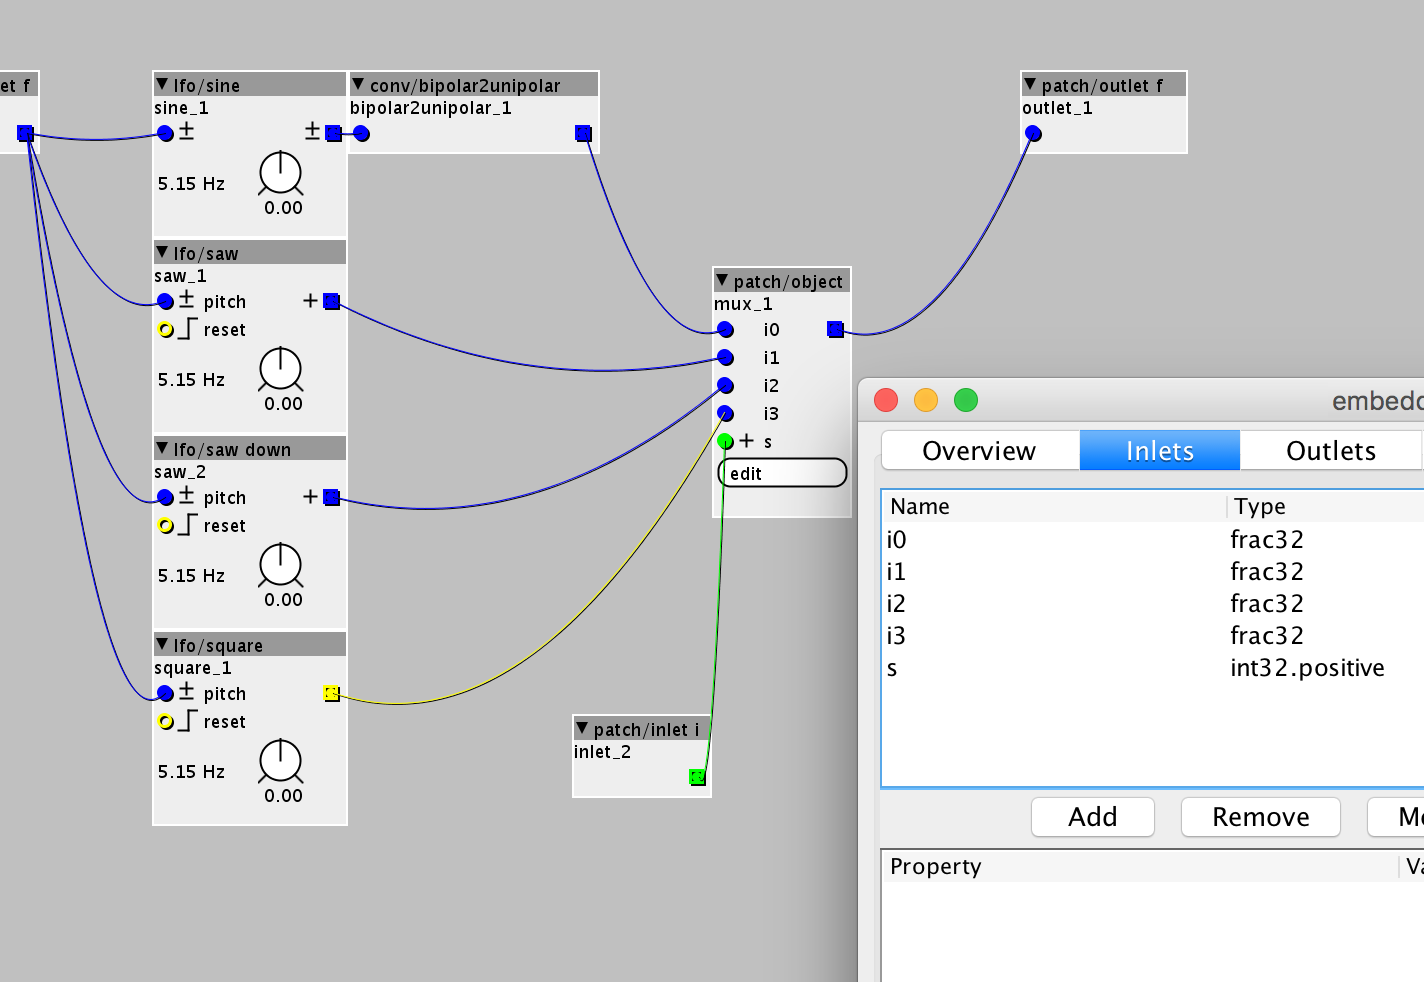 et f
▼ lfo/sine
sine_1
±
±
5.15 Hz
0.00
▼ conv/bipolar2unipolar
bipolar2unipolar_1
▼ patch/outlet f
outlet_1
▼ lfo/saw
saw_1
± pitch
+
reset
5.15 Hz
0.00
▼ lfo/saw down
saw_2
± pitch
+
reset
5.15 Hz
0.00
▼ lfo/square
square_1
± pitch
reset
5.15 Hz
0.00
▼ patch/object
mux_1
i0
i1
i2
i3
+ s
edit
▼ patch/inlet i
inlet_2
embedd
Overview Inlets Outlets
Name Type
i0 frac32
i1 frac32
i2 frac32
i3 frac32
s int32.positive
Add Remove Mo
Property Va